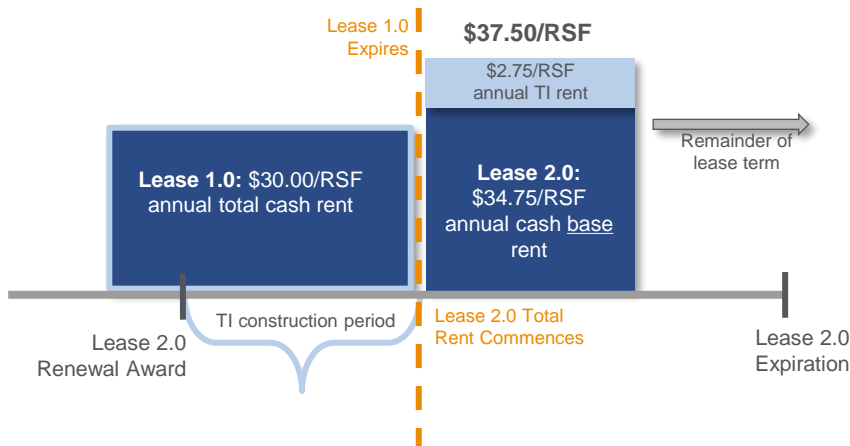 Lease 1.0
Expires
$37.50/RSF
$2.75/RSF
annual TI rent
Lease 1.0: $30.00/RSF
annual total cash rent
Lease 2.0:
$34.75/RSF
annual cash base
rent
Remainder of
lease term
TI construction period
Lease 2.0
Renewal Award
Lease 2.0 Total
Rent Commences
Lease 2.0
Expiration